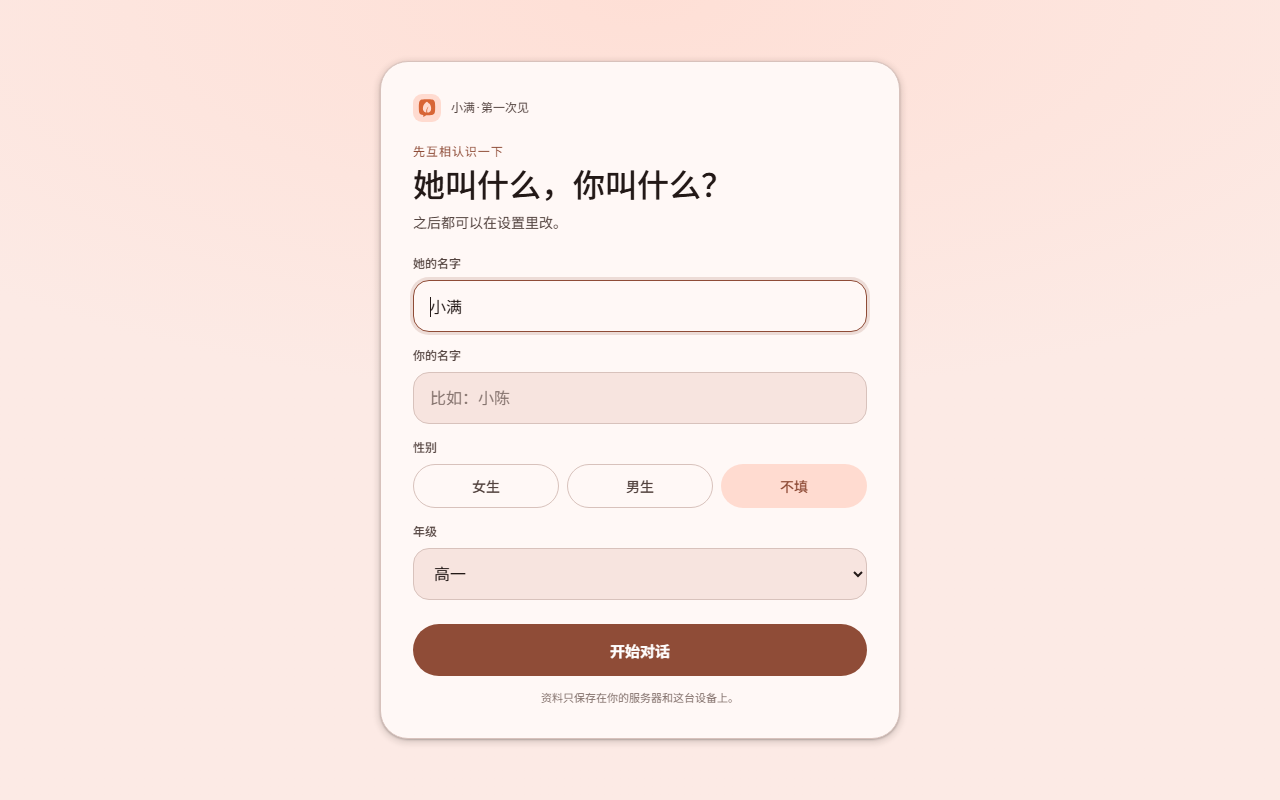 小满·第一次见
先互相认识一下
她叫什么，你叫什么？
之后都可以在设置里改。
她的名字
小满
你的名字
比如：小陈
性别
女生 男生 不填
年级
高一
开始对话
资料只保存在你的服务器和这台设备上。